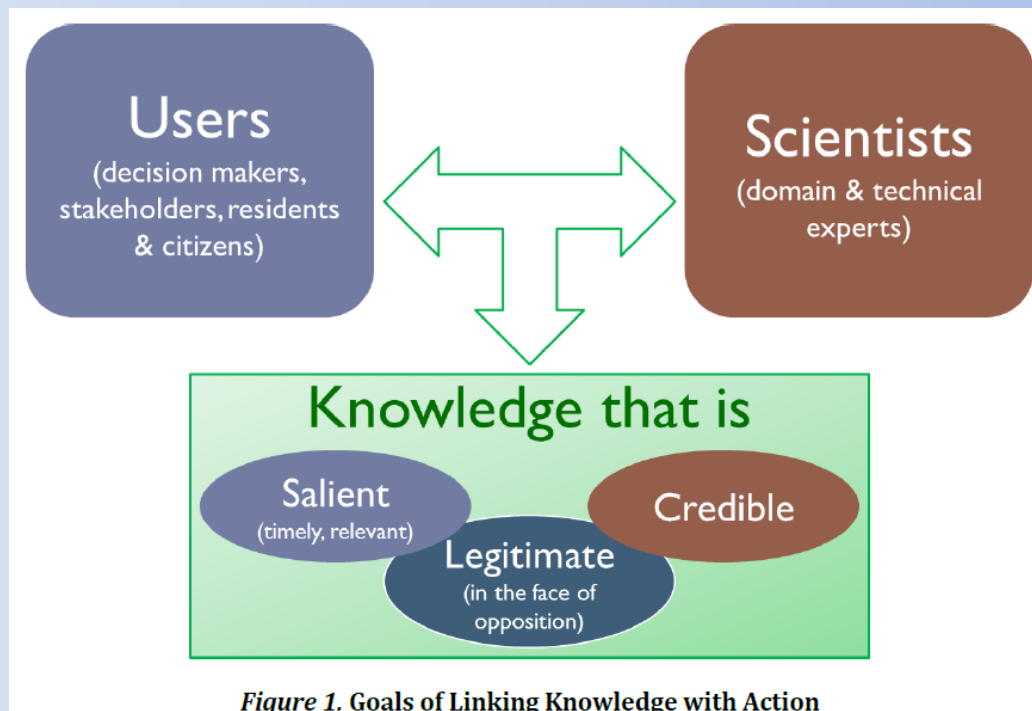 Users
(decision makers,
stakeholders, residents
& citizens)
Scientists
(domain & technical
experts)
Knowledge that is
Salient
(timely, relevant)
Credible
Legitimate
(in the face of
opposition)
Figure 1. Goals of Linking Knowledge with Action